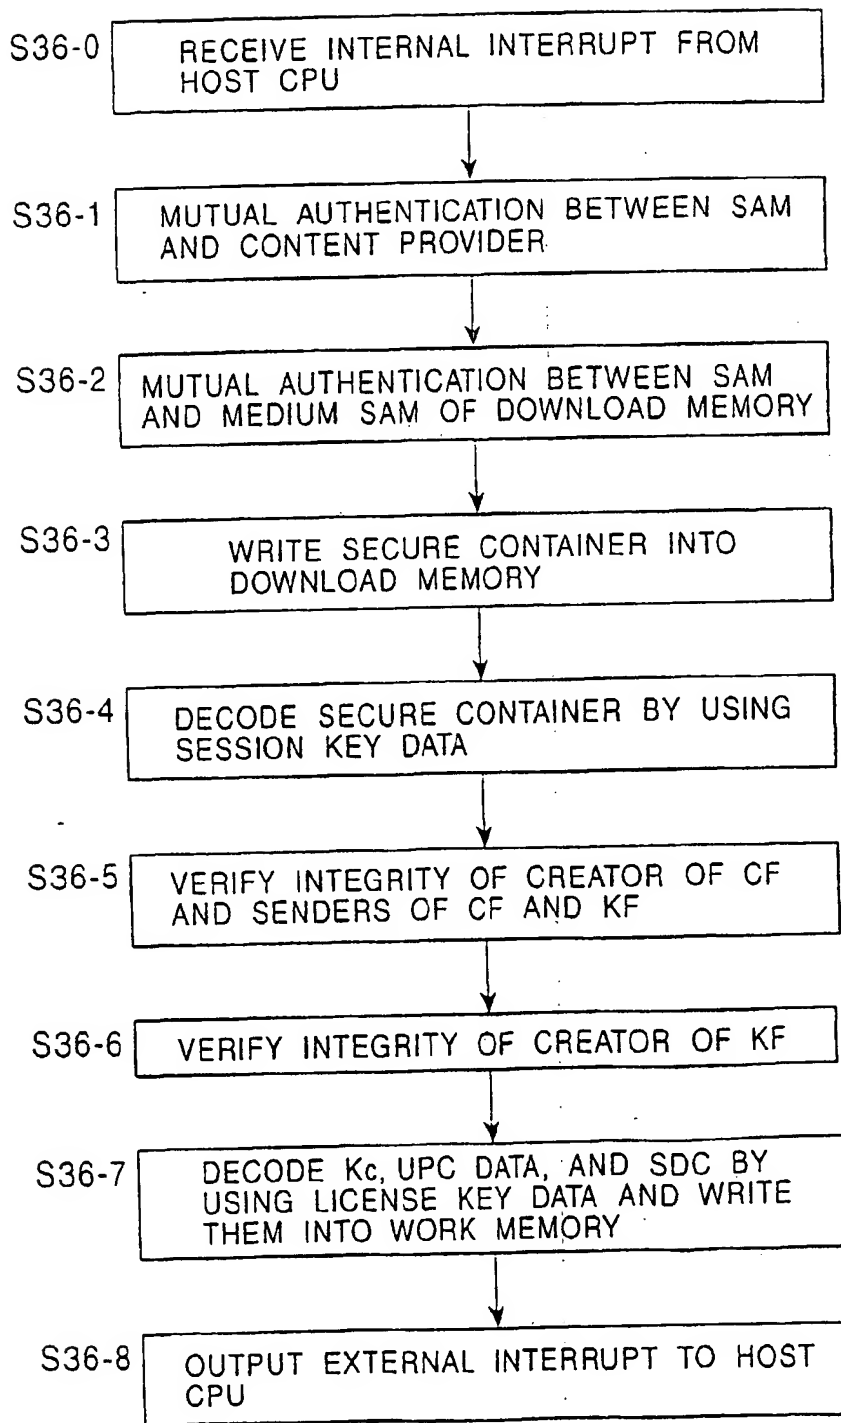 S36-0
RECEIVE INTERNAL INTERRUPT FROM
HOST CPU
S36-1
MUTUAL AUTHENTICATION BETWEEN SAM
AND CONTENT PROVIDER
S36-2
MUTUAL AUTHENTICATION BETWEEN SAM
AND MEDIUM SAM OF DOWNLOAD MEMORY
S36-3
WRITE SECURE CONTAINER INTO
DOWNLOAD MEMORY
S36-4
DECODE SECURE CONTAINER BY USING
SESSION KEY DATA
S36-5
VERIFY INTEGRITY OF CREATOR OF CF
AND SENDERS OF CF AND KF
S36-6
VERIFY INTEGRITY OF CREATOR OF KF
S36-7
DECODE Kc, UPC DATA, AND SDC BY
USING LICENSE KEY DATA AND WRITE
THEM INTO WORK MEMORY
S36-8
OUTPUT EXTERNAL INTERRUPT TO HOST
CPU